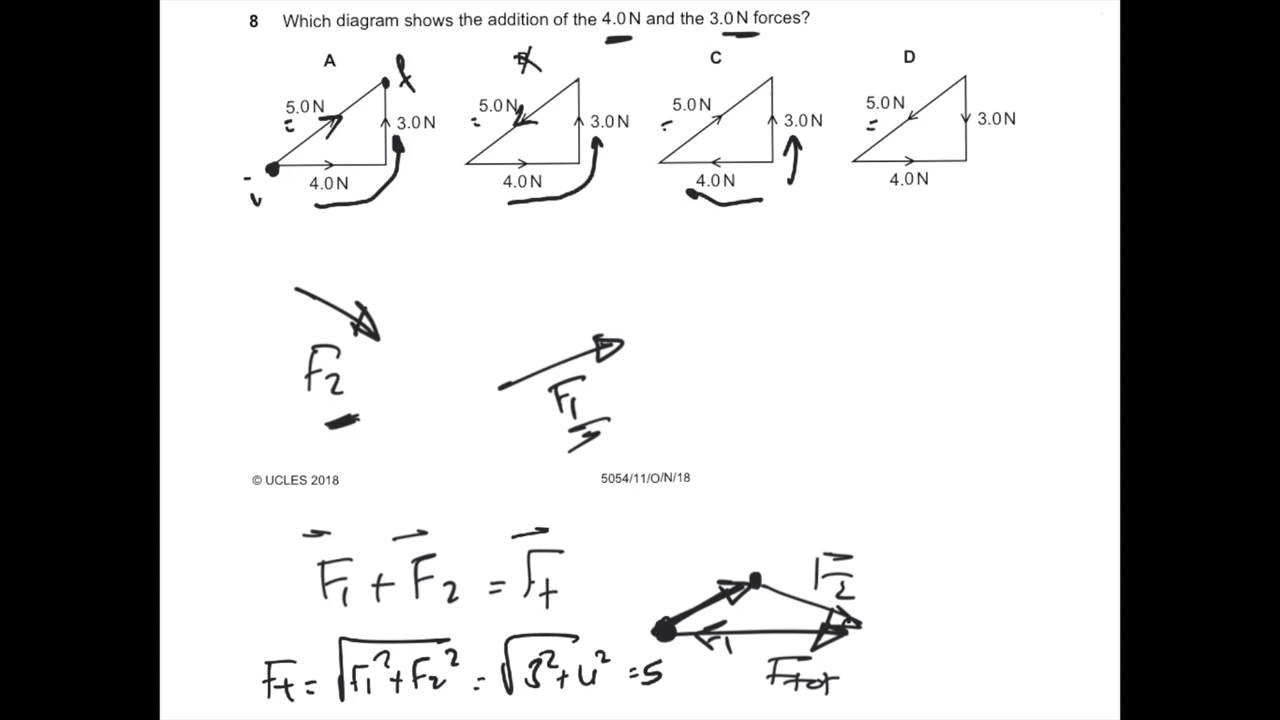 8 Which diagram shows the addition of the 4.0 N and the 3.0 N forces?
A B C D
5.0 N 3.0 N 4.0 N
5.0 N 3.0 N 4.0 N
5.0 N 3.0 N 4.0 N
5.0 N 3.0 N 4.0 N
i
F2
F1
© UCLES 2018 5054/11/O/N/18
F1 + F2 = Ft
F2
F1
Ftot
Ft = √F1² + F2² = √3² + 4² = 5